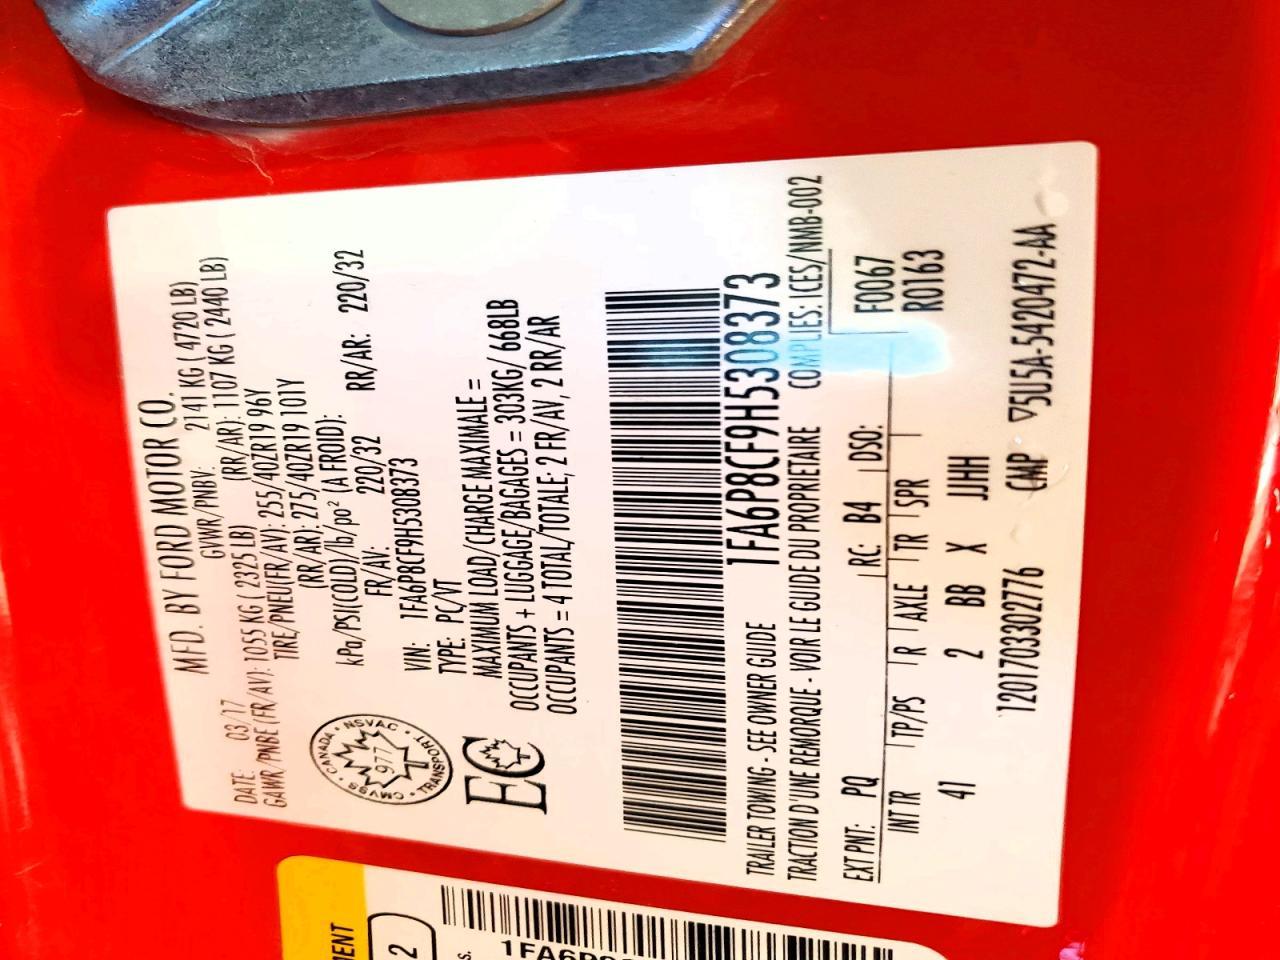 MFD. BY FORD MOTOR CO.
DATE: 03/17 GVWR/PNBV: 2141 KG ( 4720 LB)
GAWR/PNBE (FR/AV): 1055 KG ( 2325 LB) (RR/AR): 1107 KG ( 2440 LB)
TIRE/PNEU(FR/AV): 255/40ZR19 96Y
(RR/AR): 275/40ZR19 101Y
kPa/PSI(COLD)/lb/po² (A FROID):
FR/AV: 220/32 RR/AR: 220/32
VIN: 1FA6P8CF9H5308373
TYPE: PC/VT
MAXIMUM LOAD/CHARGE MAXIMALE =
OCCUPANTS + LUGGAGE/BAGAGES = 303KG/ 668LB
OCCUPANTS = 4 TOTAL/TOTALE; 2 FR/AV, 2 RR/AR
CANADA • NSVAC • TRANSPORT • CMVSS
977
EC
1FA6P8CF9H5308373
TRAILER TOWING - SEE OWNER GUIDE
TRACTION D'UNE REMORQUE - VOIR LE GUIDE DU PROPRIETAIRE COMPLIES: ICES/NMB-002
EXT PNT: PQ RC: B4 DSO: F0067
INT TR TP/PS R AXLE TR SPR R0163
41 2 BB X JJHH
1201703302776 CMP ▽5U5A-5420472-AA
MENT
2
s.
1FA6P8